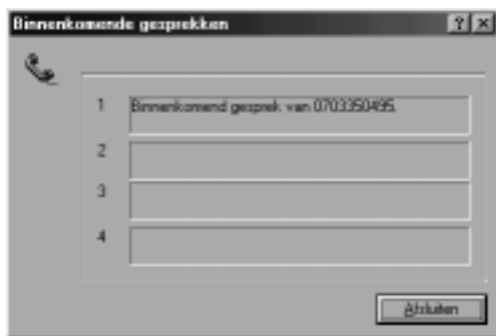 Binnenkomende gesprekken
1 Binnenkomend gesprek van 0703350495.
2
3
4
Afsluiten